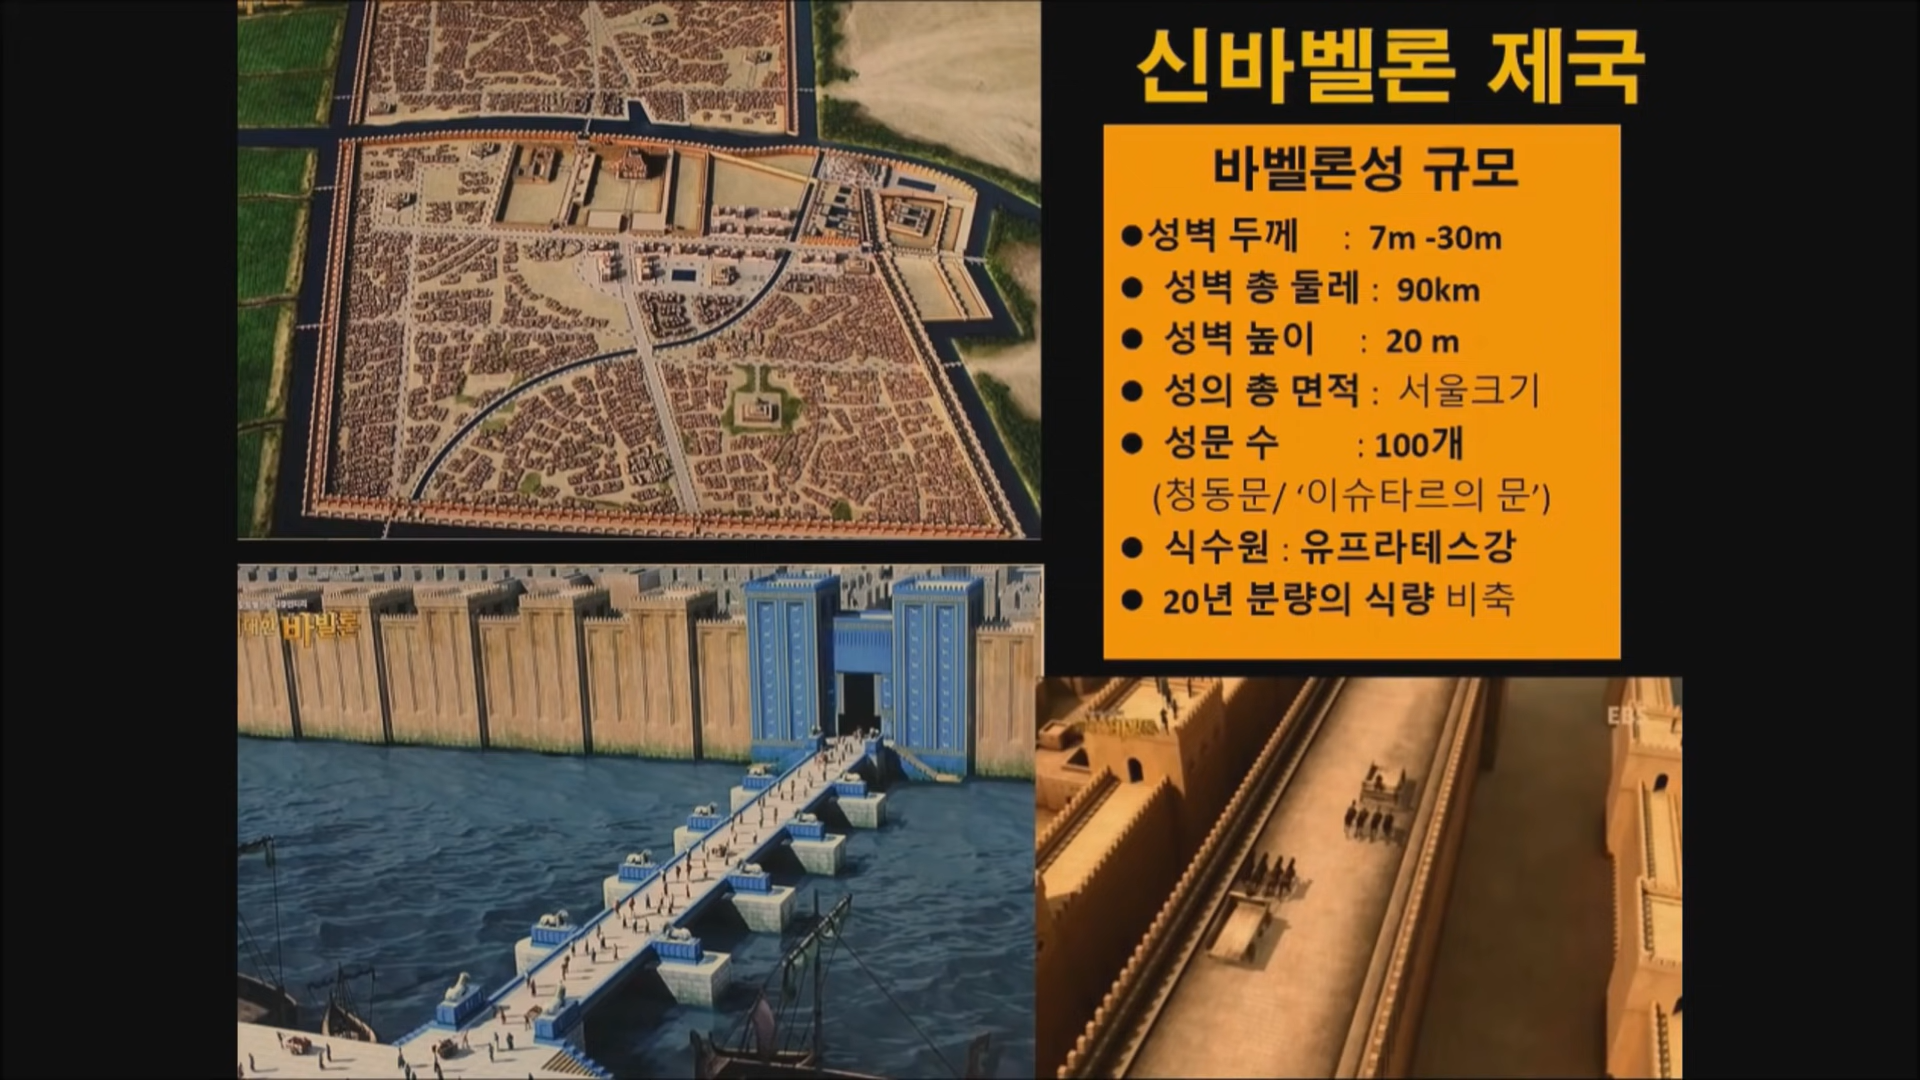 신바벨론 제국
바벨론성 규모
●성벽 두께 : 7m -30m
● 성벽 총 둘레 : 90km
● 성벽 높이 : 20 m
● 성의 총 면적 : 서울크기
● 성문 수 : 100개
(청동문/ ‘이슈타르의 문’)
● 식수원 : 유프라테스강
● 20년 분량의 식량 비축
바빌론
EBS